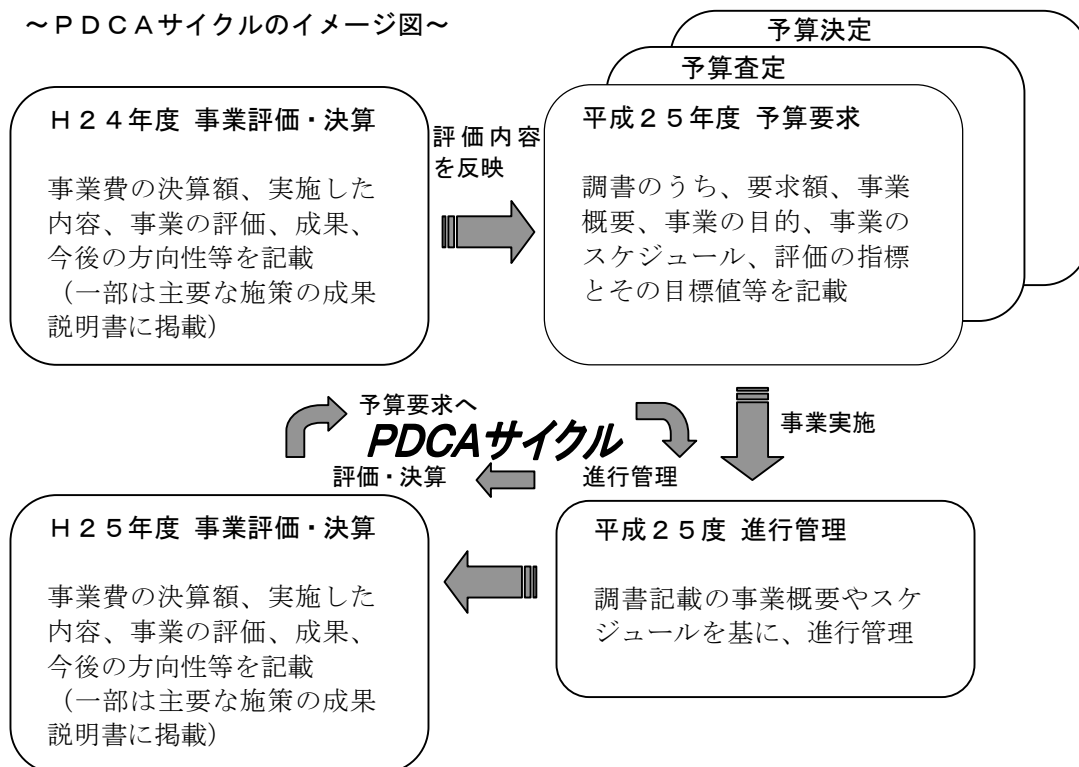 ～ＰＤＣＡサイクルのイメージ図～
予算決定
予算査定
Ｈ２４年度 事業評価・決算
事業費の決算額、実施した
内容、事業の評価、成果、
今後の方向性等を記載
（一部は主要な施策の成果
説明書に掲載）
評価内容
を反映
平成２５年度 予算要求
調書のうち、要求額、事業
概要、事業の目的、事業の
スケジュール、評価の指標
とその目標値等を記載
事業実施
予算要求へ
PDCAサイクル
評価・決算
進行管理
Ｈ２５年度 事業評価・決算
事業費の決算額、実施した
内容、事業の評価、成果、
今後の方向性等を記載
（一部は主要な施策の成果
説明書に掲載）
平成２５度 進行管理
調書記載の事業概要やスケ
ジュールを基に、進行管理